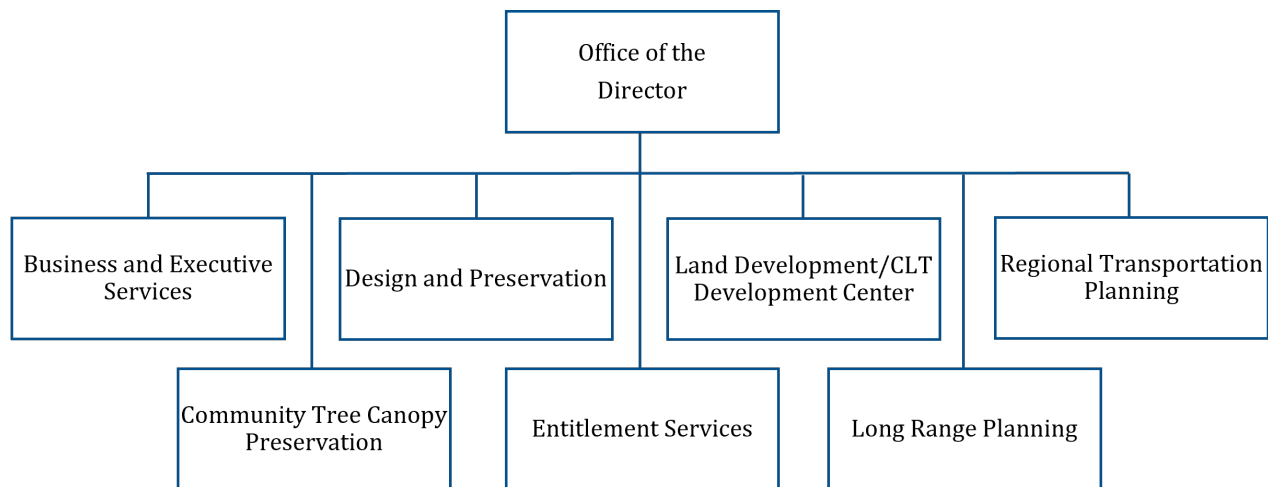 Office of the
Director
Business and Executive
Services
Design and Preservation
Land Development/CLT
Development Center
Regional Transportation
Planning
Community Tree Canopy
Preservation
Entitlement Services
Long Range Planning